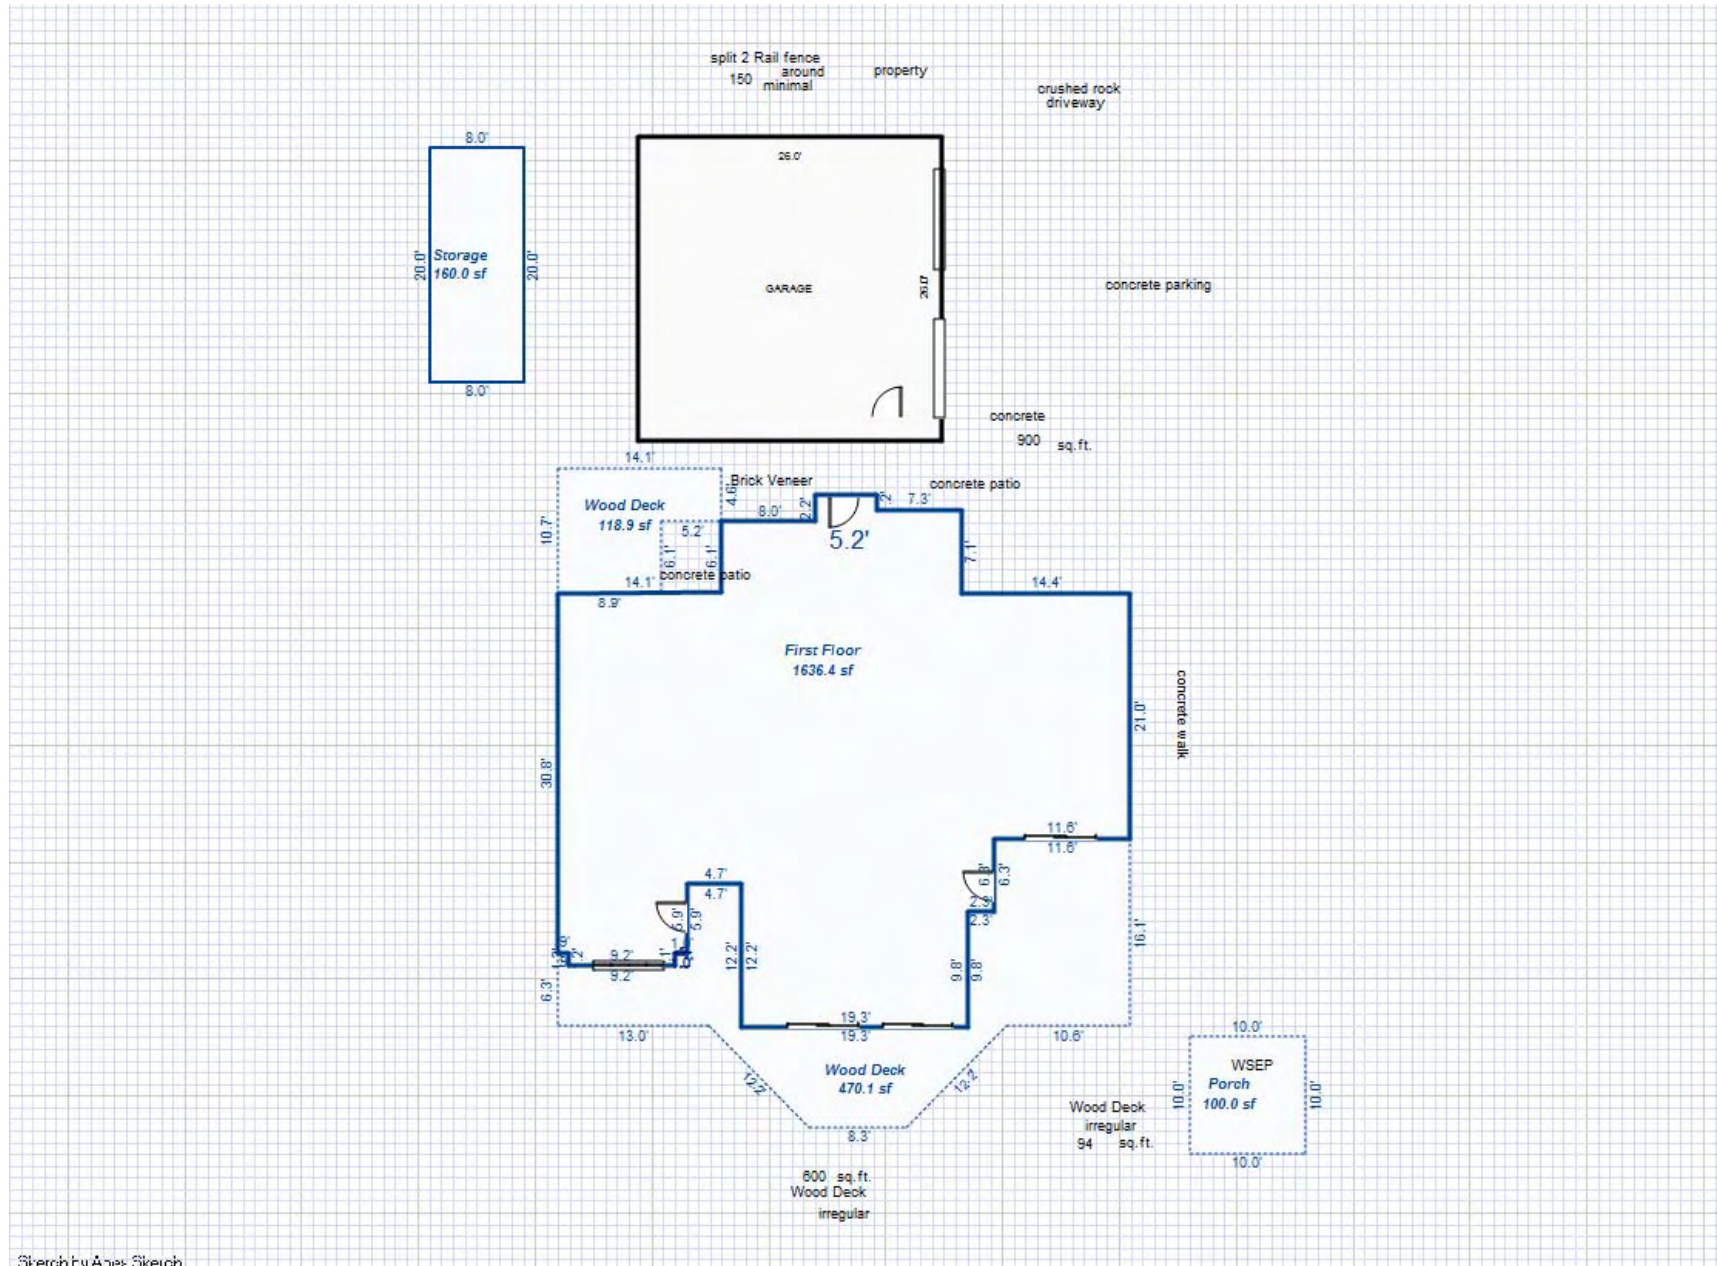 split 2 Rail fence
150 around property
minimal
crushed rock
driveway
8.0'
26.0'
Storage
160.0 sf
20.0'
20.0'
GARAGE
26.0'
concrete parking
8.0'
concrete
900 sq.ft.
14.1'
Brick Veneer
concrete patio
4.6'
Wood Deck
118.9 sf
10.7'
8.0'
2.2'
2'
7.3'
5.2'
5.2'
6.1'
6.1'
7.1'
concrete patio
14.1'
8.9'
14.4'
First Floor
1636.4 sf
21.0'
concrete walk
30.8'
11.6'
11.6'
6.3'
6.3'
4.7'
4.7'
2.3'
2.3'
5.9'
5.9'
16.1'
12.2'
12.2'
9.8'
9.8'
9.2'
9.2'
6.3'
19.3'
19.3'
13.0'
10.6'
12.2'
12.2'
Wood Deck
470.1 sf
8.3'
10.0'
WSEP
Porch
100.0 sf
10.0'
10.0'
10.0'
Wood Deck
irregular
94 sq.ft.
600 sq.ft.
Wood Deck
irregular
Sketch by Apex Sketch